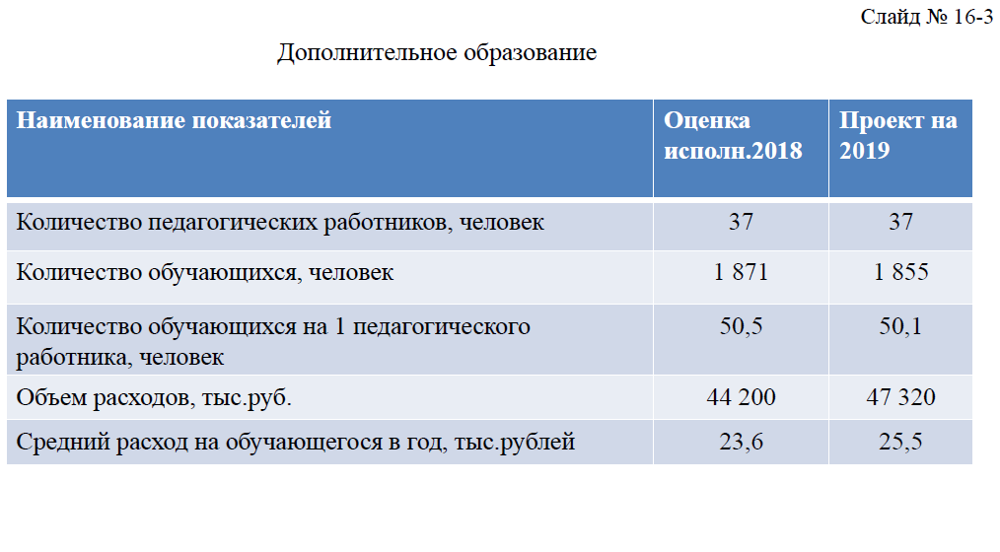 Слайд № 16-3
Дополнительное образование
Наименование показателей Оценка исполн.2018 Проект на 2019
Количество педагогических работников, человек 37 37
Количество обучающихся, человек 1 871 1 855
Количество обучающихся на 1 педагогического работника, человек 50,5 50,1
Объем расходов, тыс.руб. 44 200 47 320
Средний расход на обучающегося в год, тыс.рублей 23,6 25,5